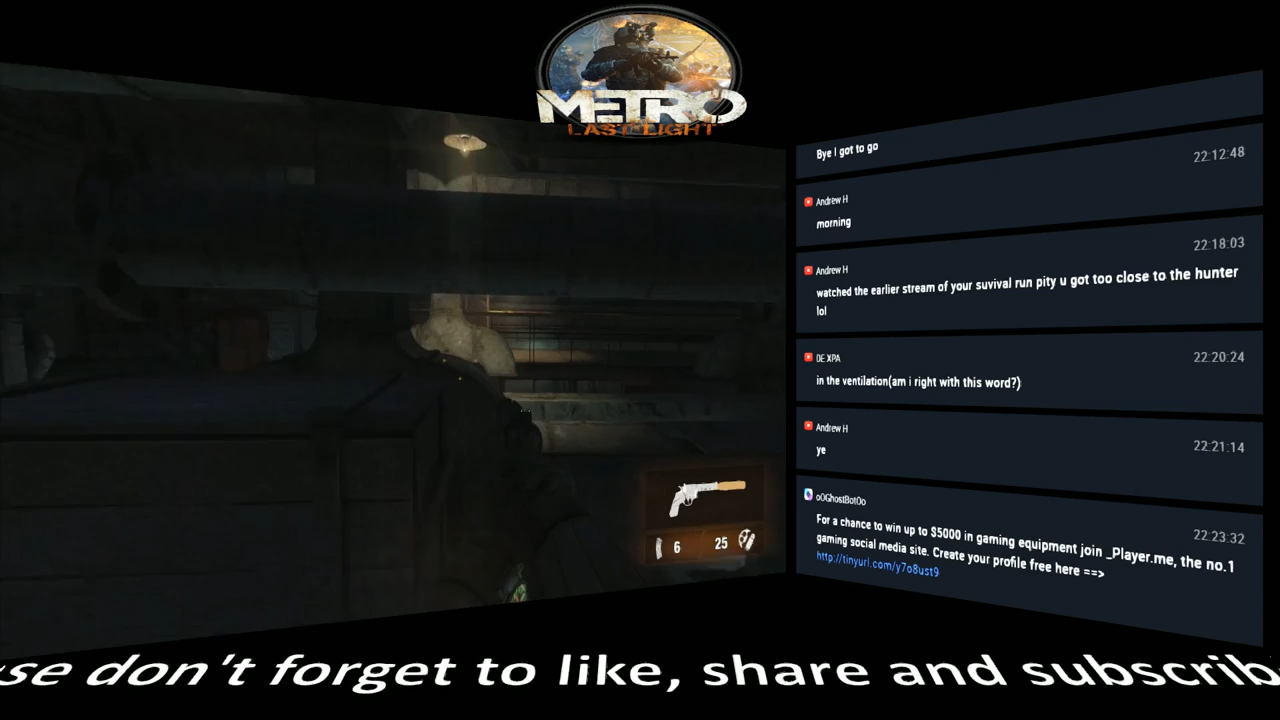 METRO
LAST LIGHT
Bye I got to go
22:12:48
Andrew H
morning
22:18:03
Andrew H
watched the earlier stream of your suvival run pity u got too close to the hunter
lol
DE XPA
22:20:24
in the ventilation(am i right with this word?)
Andrew H
22:21:14
ye
oOGhostBotOo
22:23:32
For a chance to win up to $5000 in gaming equipment join _Player.me, the no.1
gaming social media site. Create your profile free here ==>
http://tinyurl.com/y7o8ust9
6 25
se don't forget to like, share and subscrib